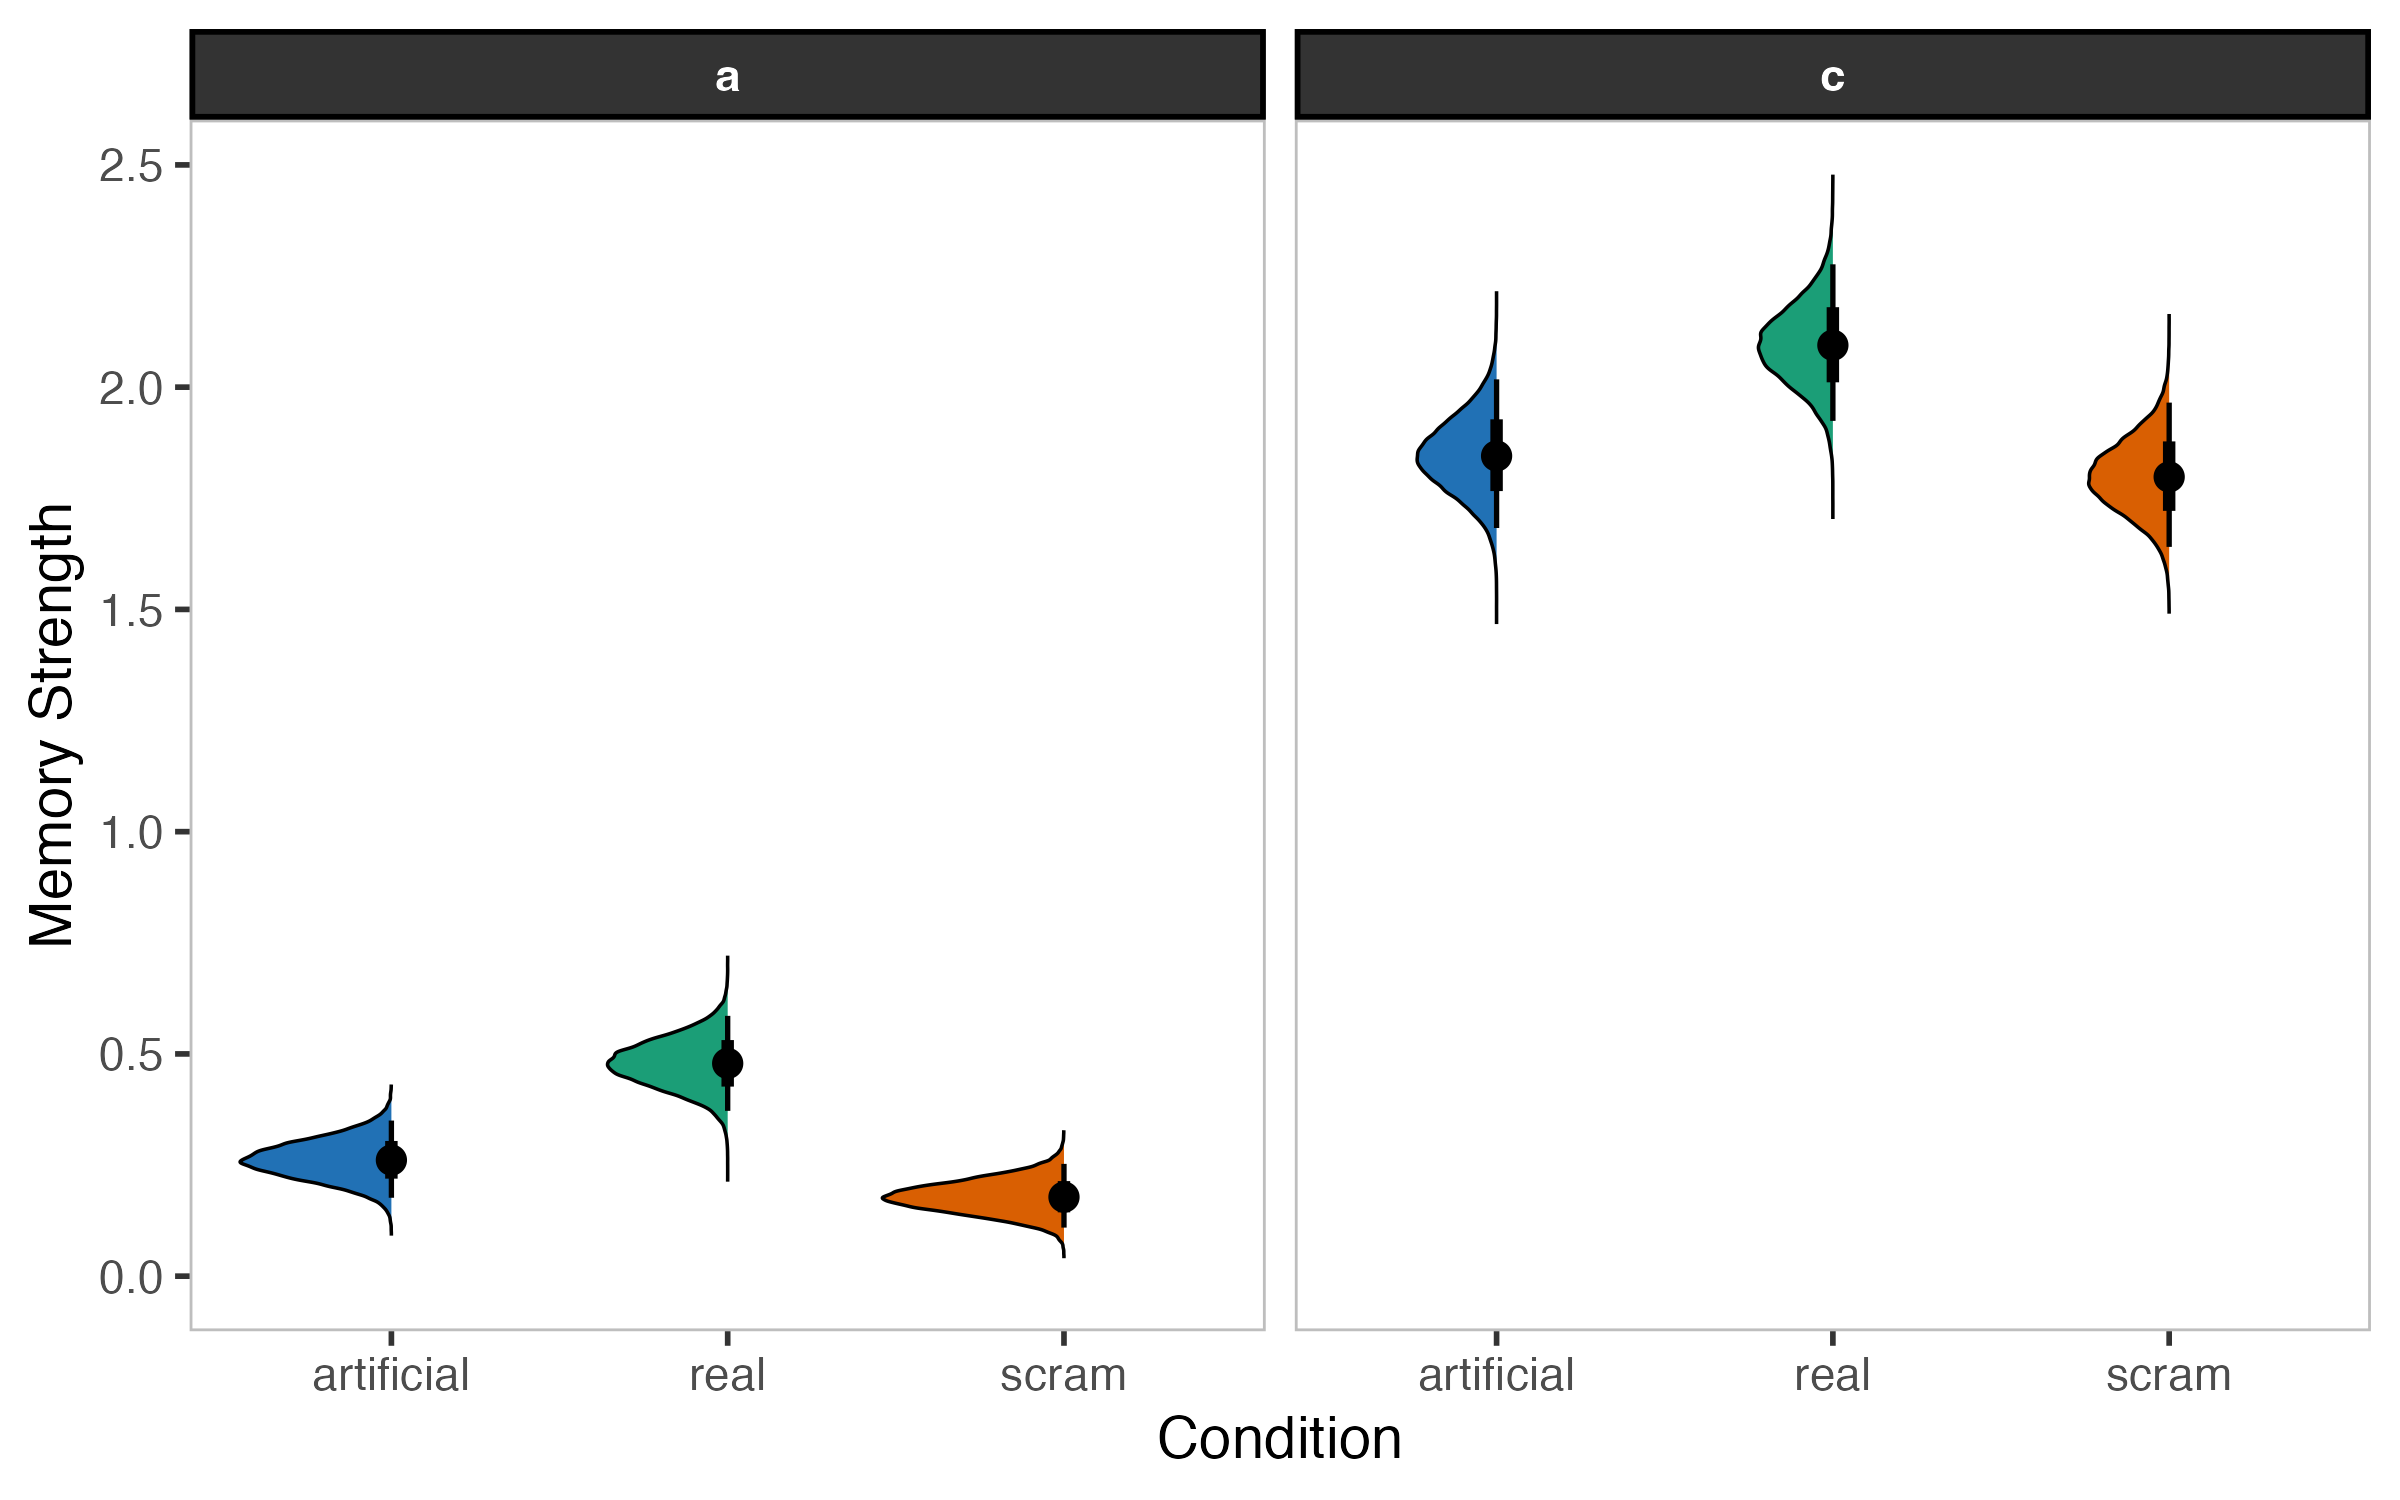 a
c
2.5
2.0
1.5
1.0
0.5
0.0
Memory Strength
artificial real scram
artificial real scram
Condition